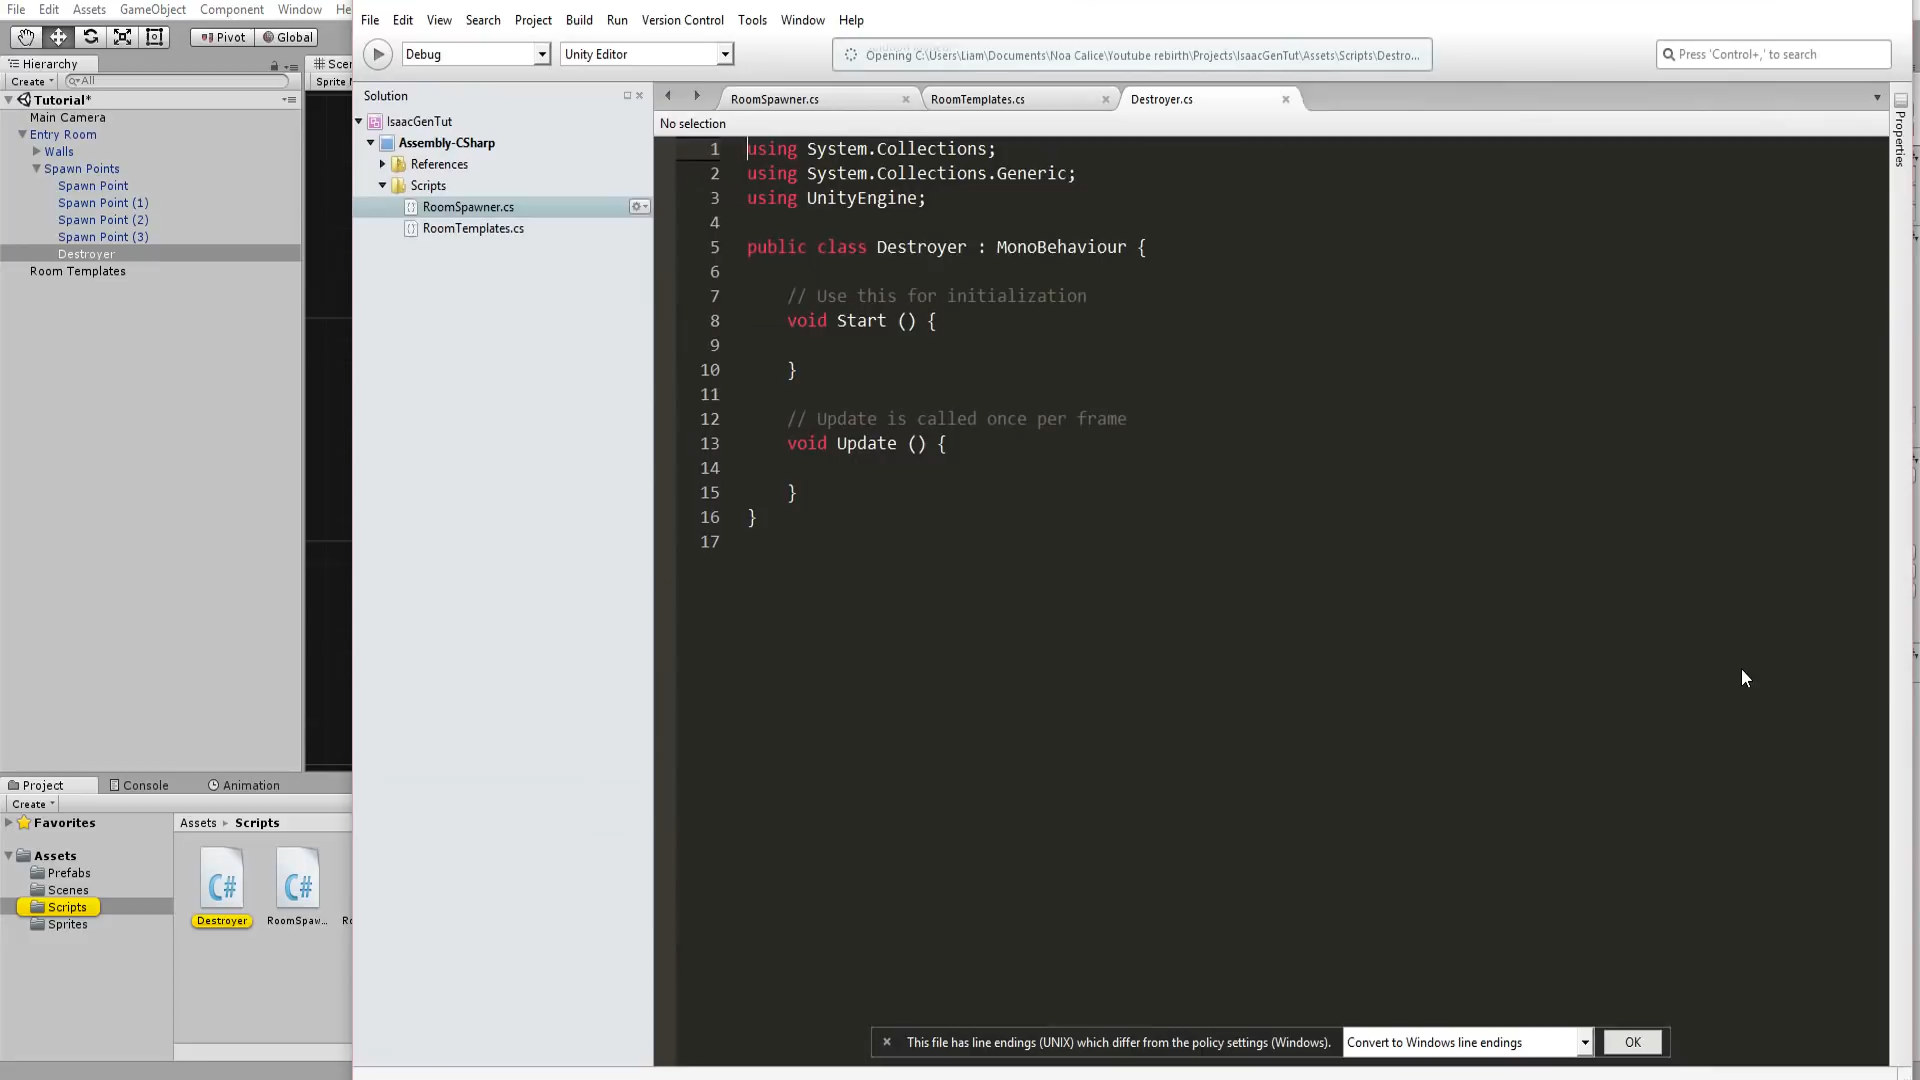 File Edit Assets GameObject Component Window He
File Edit View Search Project Build Run Version Control Tools Window Help
Pivot Global
Debug Unity Editor
Opening C:\Users\Liam\Documents\Noa Calice\Youtube rebirth\Projects\IsaacGenTut\Assets\Scripts\Destro...
Press 'Control+,' to search
Hierarchy
Scen
Create All
Sprite M
Tutorial*
Main Camera
Entry Room
Walls
Spawn Points
Spawn Point
Spawn Point (1)
Spawn Point (2)
Spawn Point (3)
Destroyer
Room Templates
Solution
IsaacGenTut
Assembly-CSharp
References
Scripts
RoomSpawner.cs
RoomTemplates.cs
RoomSpawner.cs RoomTemplates.cs Destroyer.cs
No selection
Properties
1 using System.Collections;
2 using System.Collections.Generic;
3 using UnityEngine;
4
5 public class Destroyer : MonoBehaviour {
6
7 // Use this for initialization
8 void Start () {
9
10 }
11
12 // Update is called once per frame
13 void Update () {
14
15 }
16 }
17
Project Console Animation
Create
Favorites
Assets
Prefabs
Scenes
Scripts
Sprites
Assets Scripts
C# C#
Destroyer RoomSpaw...
This file has line endings (UNIX) which differ from the policy settings (Windows). Convert to Windows line endings OK